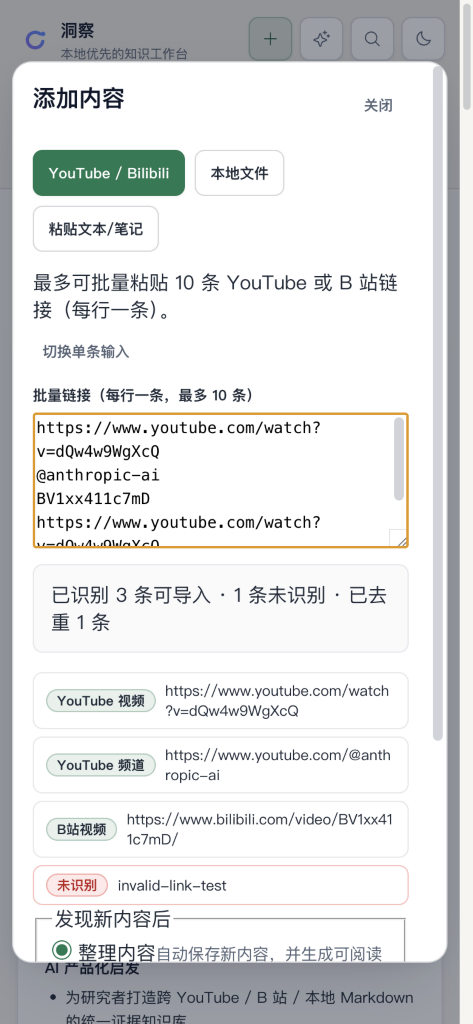 洞察
本地优先的知识工作台
添加内容
关闭
YouTube / Bilibili
本地文件
粘贴文本/笔记
最多可批量粘贴 10 条 YouTube 或 B 站链
接（每行一条）。
切换单条输入
批量链接（每行一条，最多 10 条）
https://www.youtube.com/watch?
v=dQw4w9WgXcQ
@anthropic-ai
BV1xx411c7mD
https://www.youtube.com/watch?
v=dQw4w9WgXcQ
已识别 3 条可导入 · 1 条未识别 · 已去
重 1 条
YouTube 视频
https://www.youtube.com/watch
?v=dQw4w9WgXcQ
YouTube 频道
https://www.youtube.com/@anth
ropic-ai
B站视频
https://www.bilibili.com/video/BV1xx41
1c7mD/
未识别
invalid-link-test
发现新内容后
整理内容自动保存新内容，并生成可阅读
AI 产品化启发
• 为研究者打造跨 YouTube / B 站 / 本地 Markdown
的统一证据知识库